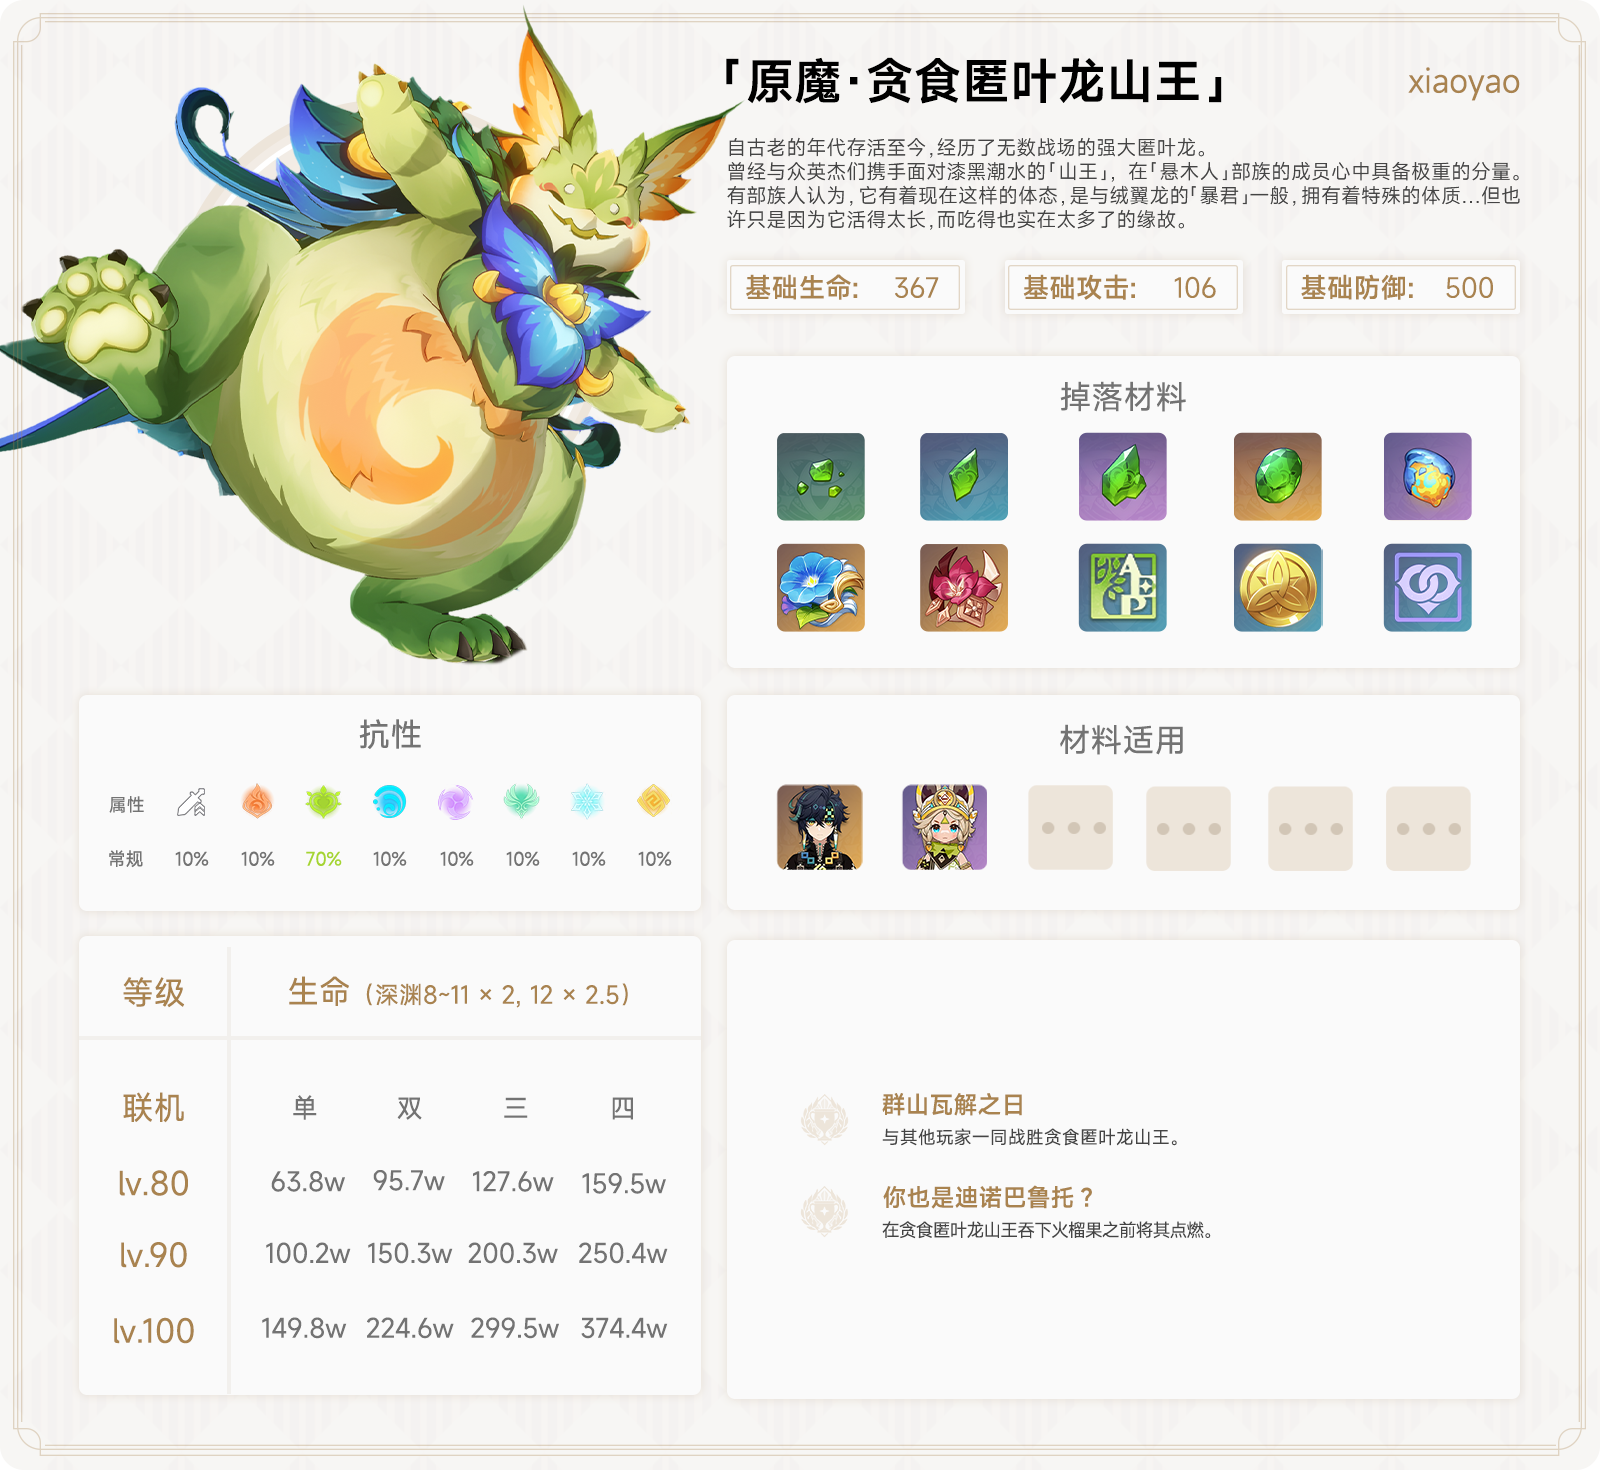 「原魔·贪食匿叶龙山王」
xiaoyao
自古老的年代存活至今,经历了无数战场的强大匿叶龙。
曾经与众英杰们携手面对漆黑潮水的「山王」,在「悬木人」部族的成员心中具备极重的分量。
有部族人认为,它有着现在这样的体态,是与绒翼龙的「暴君」一般,拥有着特殊的体质...但也
许只是因为它活得太长,而吃得也实在太多了的缘故。
基础生命: 367
基础攻击: 106
基础防御: 500
掉落材料
AEP
抗性
属性
常规 10% 10% 70% 10% 10% 10% 10% 10%
材料适用
等级 生命 (深渊8~11 × 2, 12 × 2.5)
联机 单 双 三 四
lv.80 63.8w 95.7w 127.6w 159.5w
lv.90 100.2w 150.3w 200.3w 250.4w
lv.100 149.8w 224.6w 299.5w 374.4w
群山瓦解之日
与其他玩家一同战胜贪食匿叶龙山王。
你也是迪诺巴鲁托？
在贪食匿叶龙山王吞下火榴果之前将其点燃。